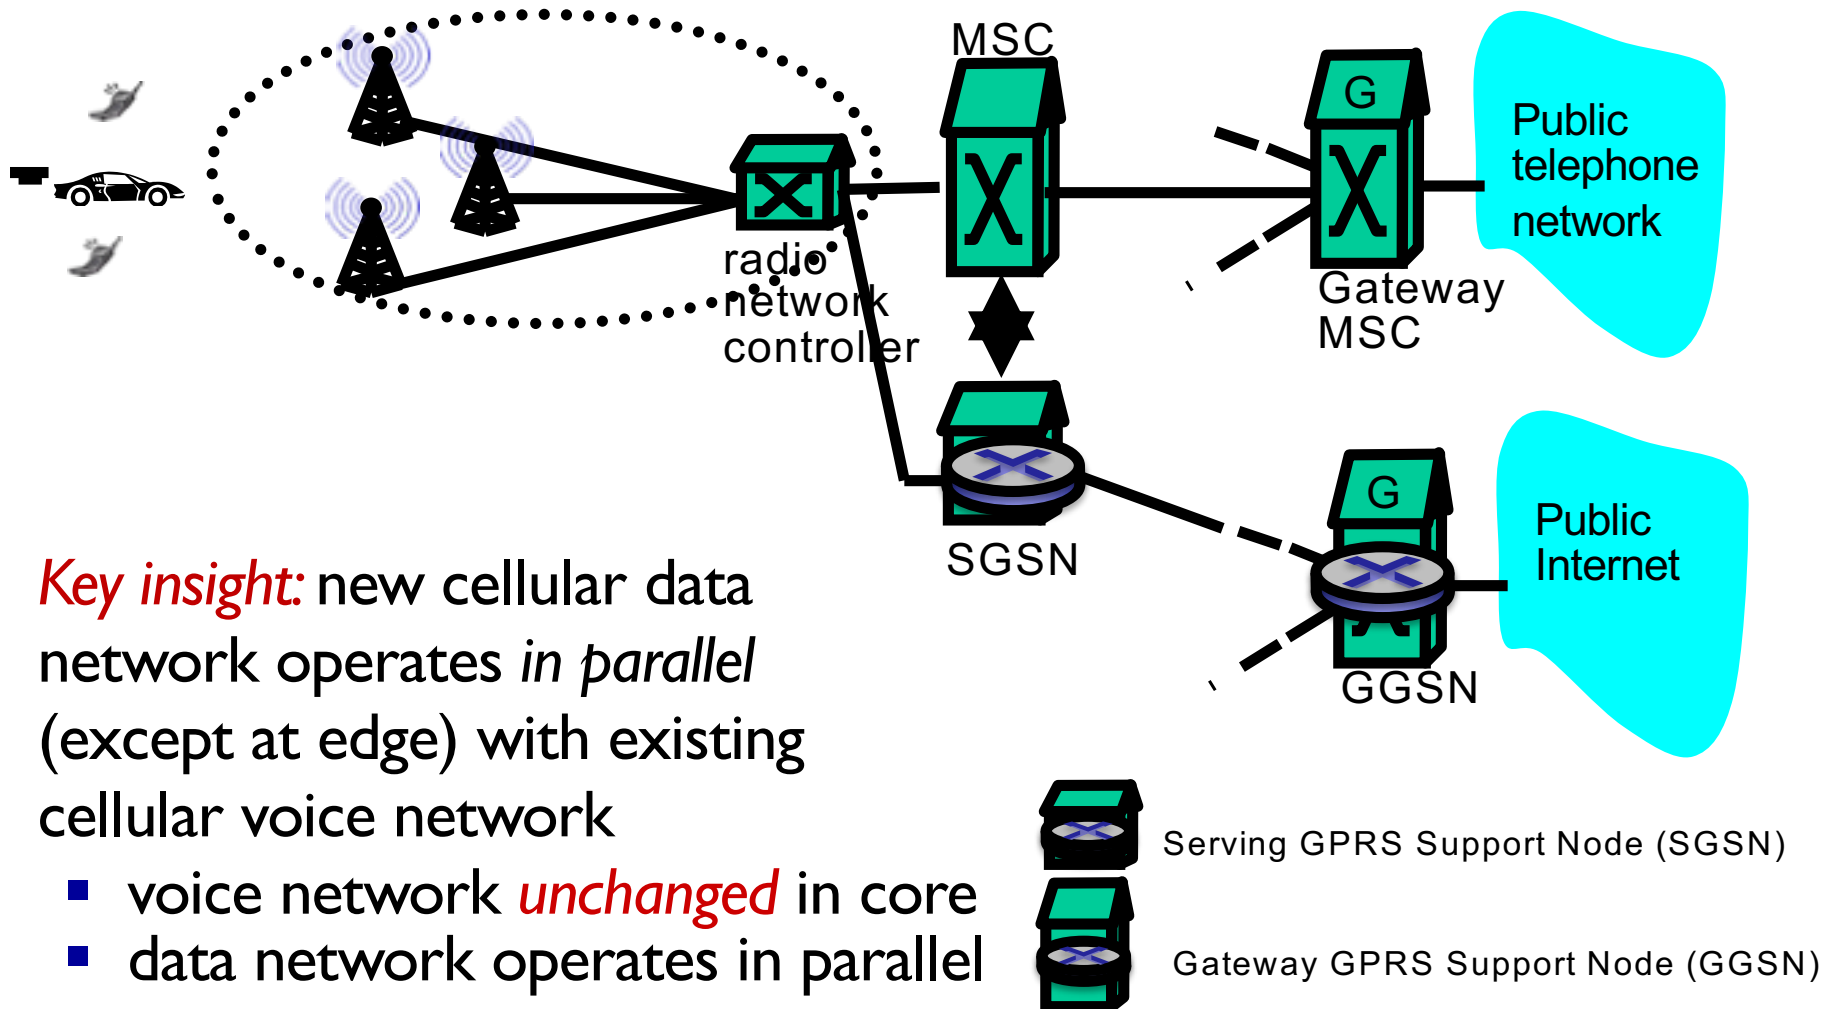 MSC
G
Public
telephone
network
radio
network
controller
Gateway
MSC
SGSN
G
Public
Internet
GGSN
Key insight: new cellular data
network operates in parallel
(except at edge) with existing
cellular voice network
voice network unchanged in core
data network operates in parallel
Serving GPRS Support Node (SGSN)
Gateway GPRS Support Node (GGSN)